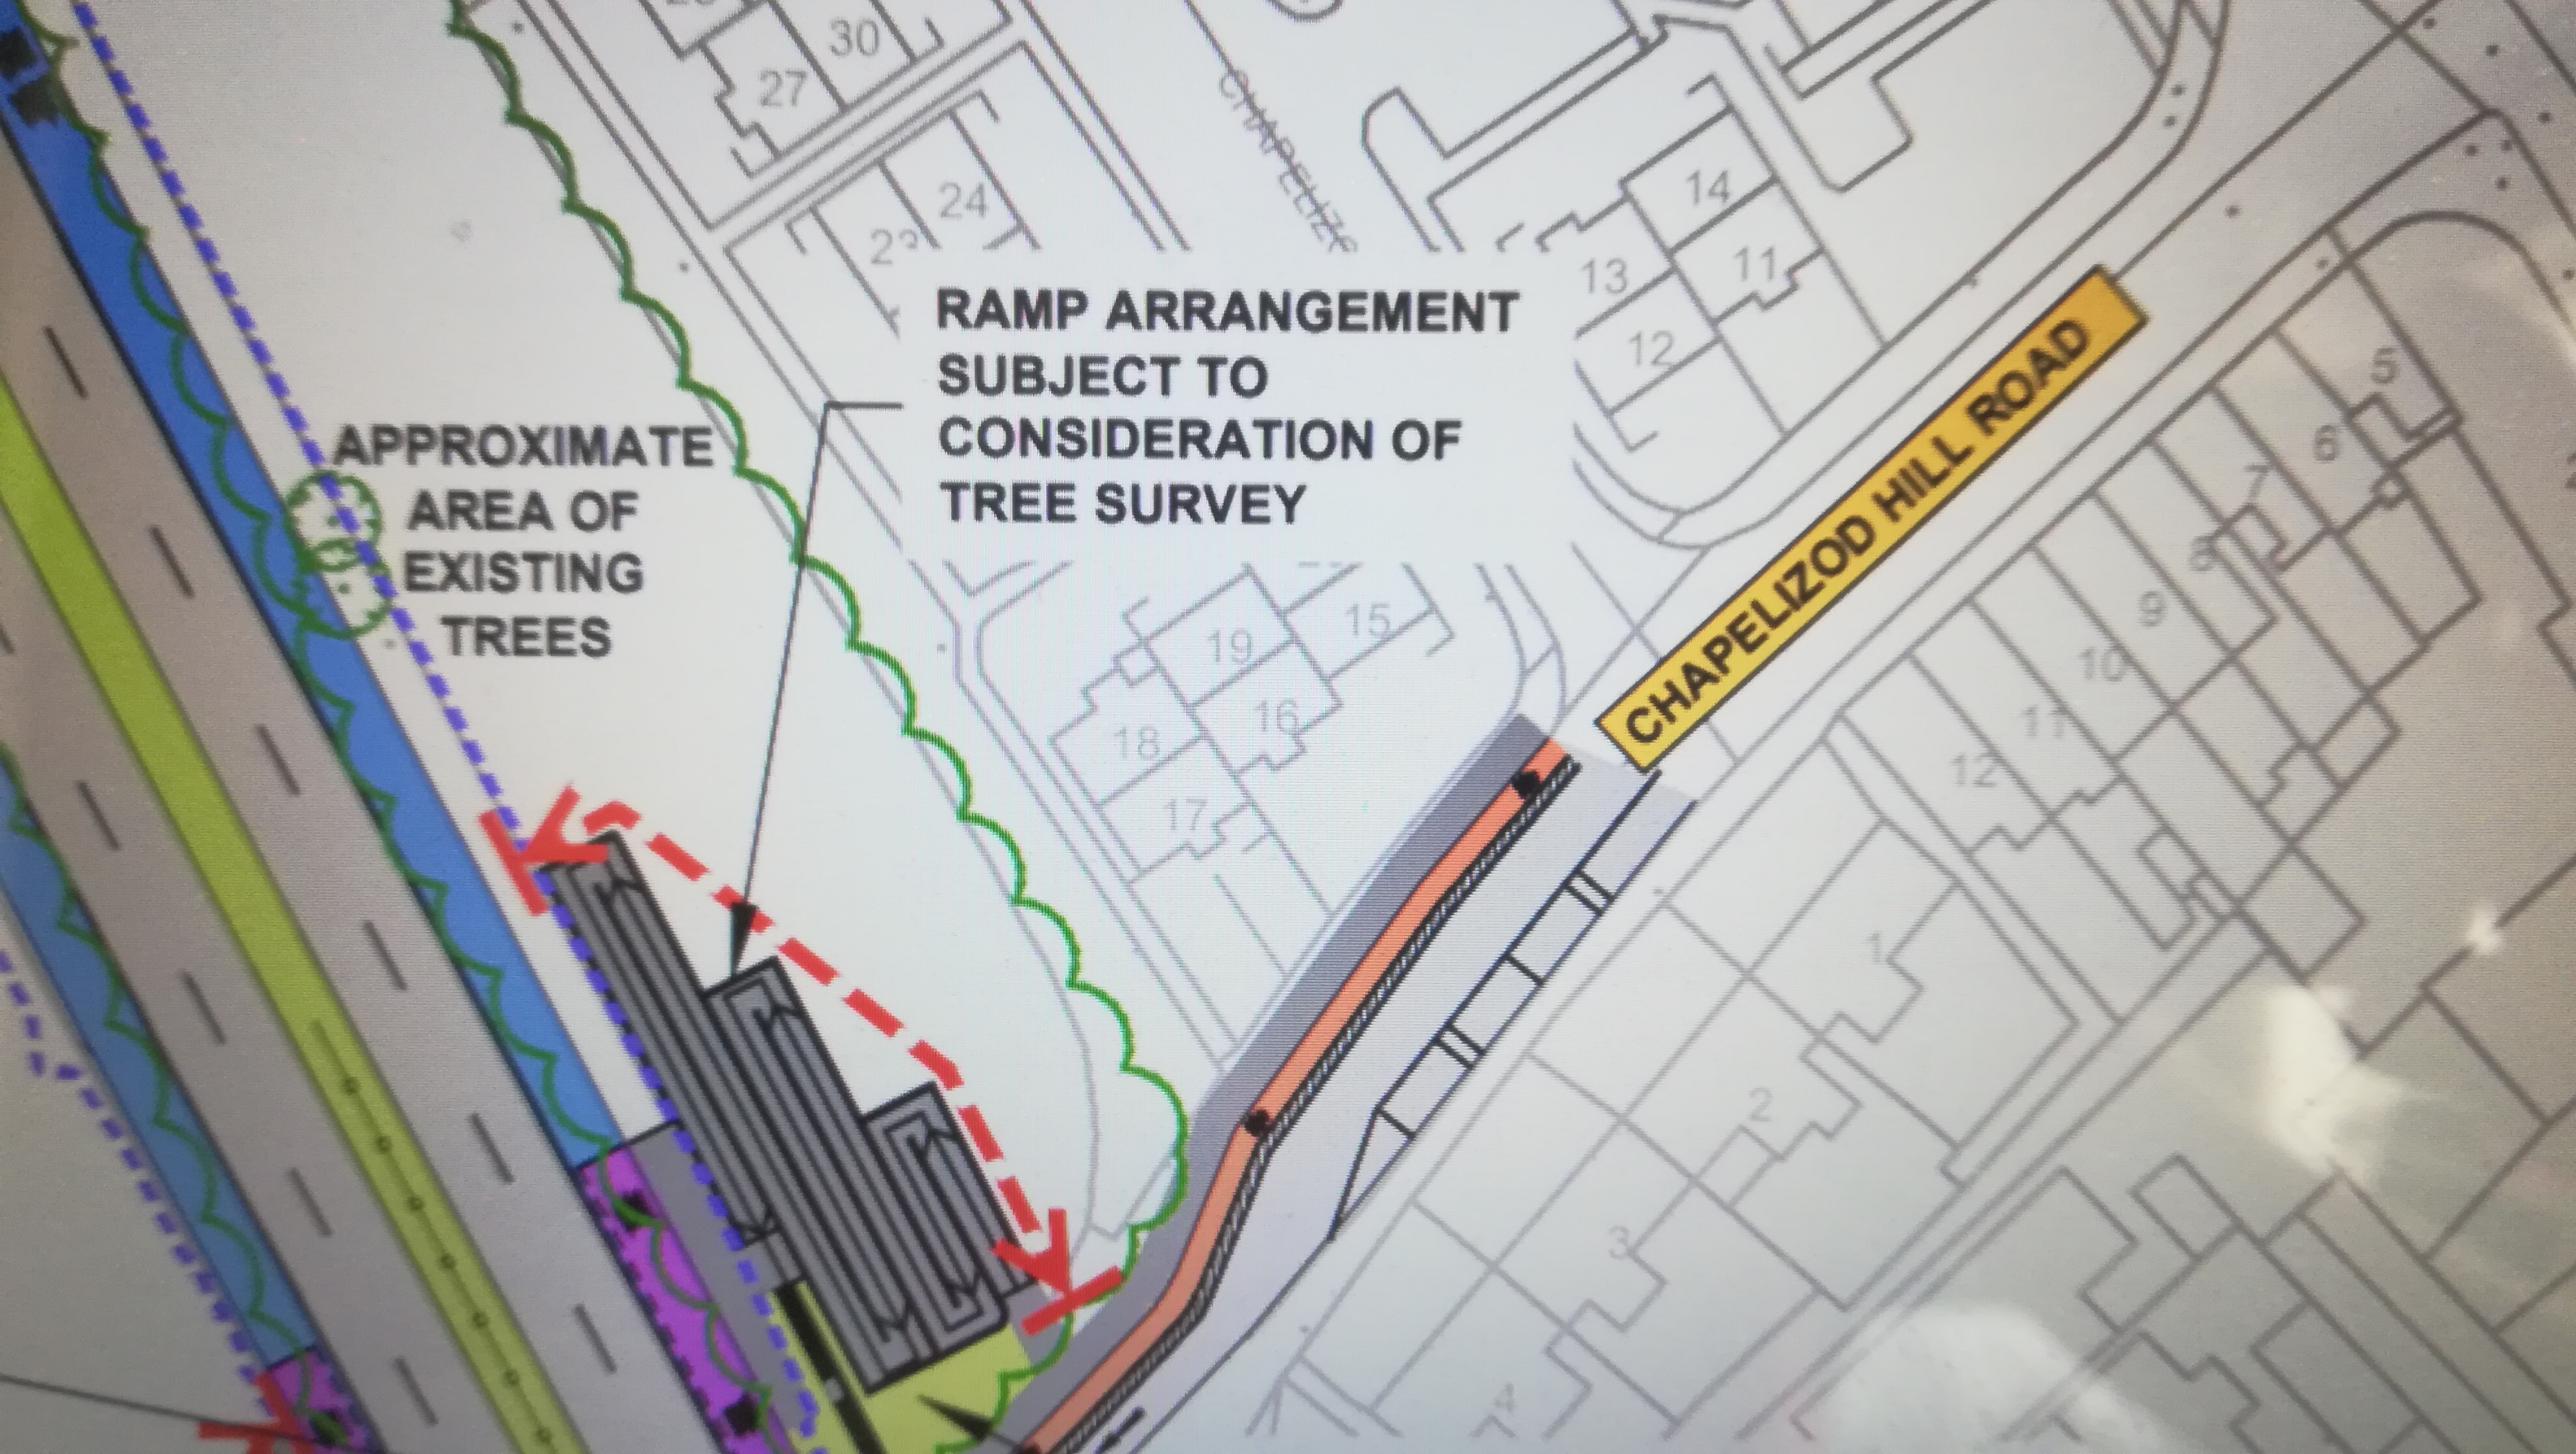 30
27
24
CHAPELIZ
14
11
13
12
RAMP ARRANGEMENT
SUBJECT TO
CONSIDERATION OF
TREE SURVEY
APPROXIMATE
AREA OF
EXISTING
TREES
CHAPELIZOD HILL ROAD
5
6
7
8
9
10
11
12
19
15
16
18
17
1
2
3
4